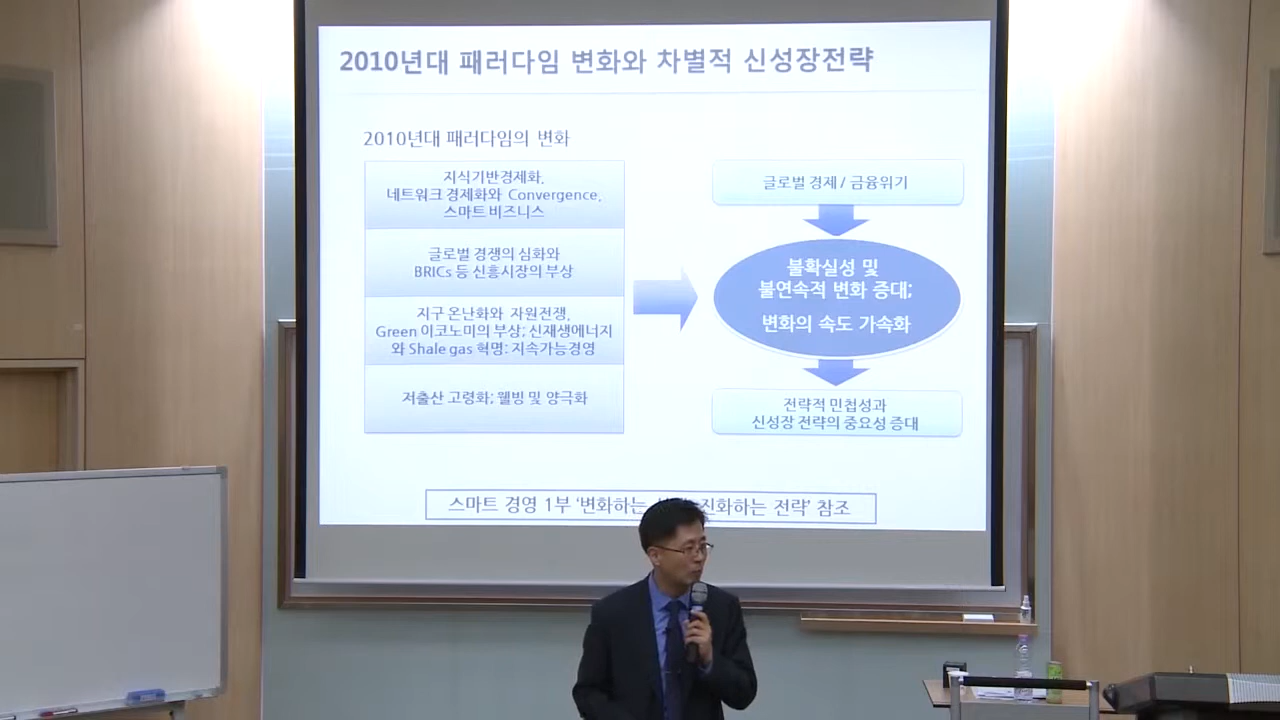 2010년대 패러다임 변화와 차별적 신성장전략
2010년대 패러다임의 변화
지식기반경제화,
네트워크 경제화와 Convergence,
스마트 비즈니스
글로벌 경쟁의 심화와
BRICs 등 신흥시장의 부상
지구 온난화와 자원전쟁,
Green 이코노미의 부상; 신재생에너지
와 Shale gas 혁명: 지속가능경영
저출산 고령화; 웰빙 및 양극화
글로벌 경제 / 금융위기
불확실성 및
불연속적 변화 증대;
변화의 속도 가속화
전략적 민첩성과
신성장 전략의 중요성 증대
스마트 경영 1부 '변화하는 진화하는 전략' 참조